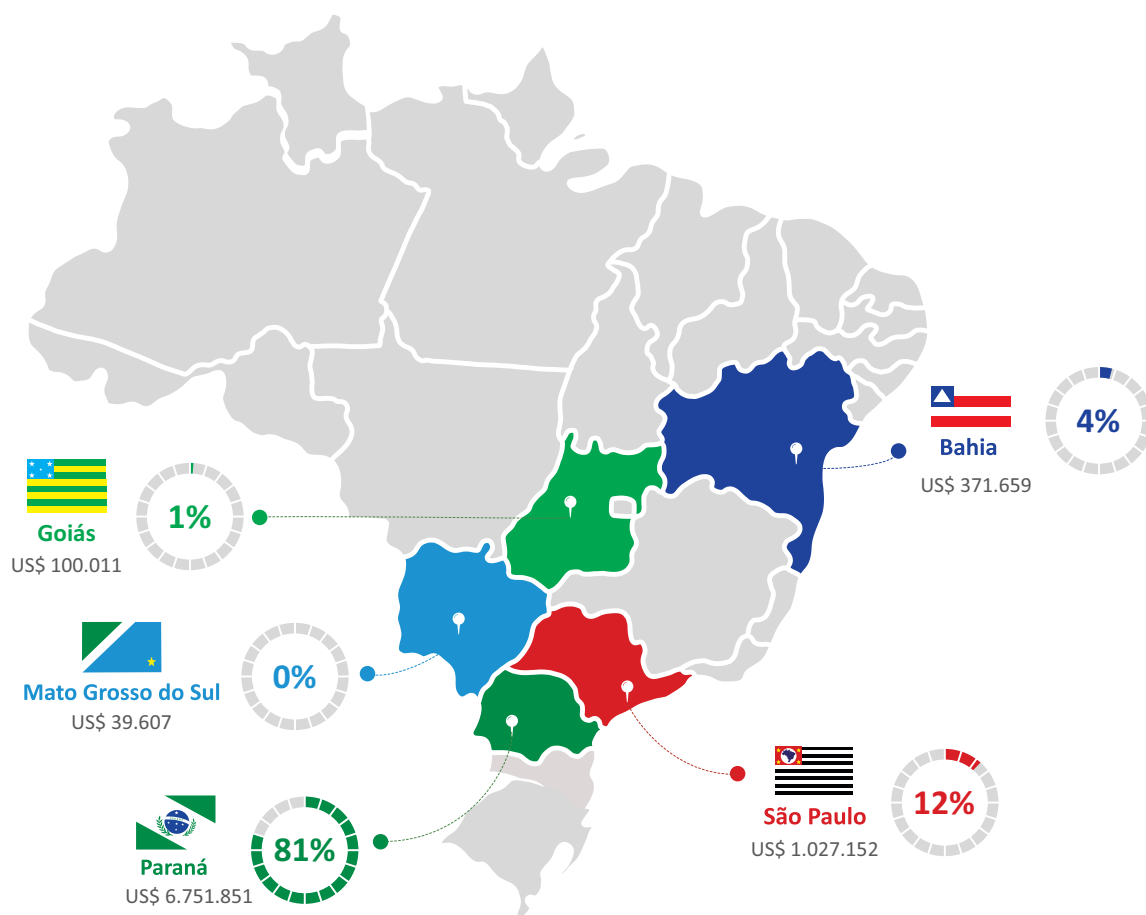 4%
Bahia
US$ 371.659
1%
Goiás
US$ 100.011
0%
Mato Grosso do Sul
US$ 39.607
12%
São Paulo
US$ 1.027.152
81%
Paraná
US$ 6.751.851